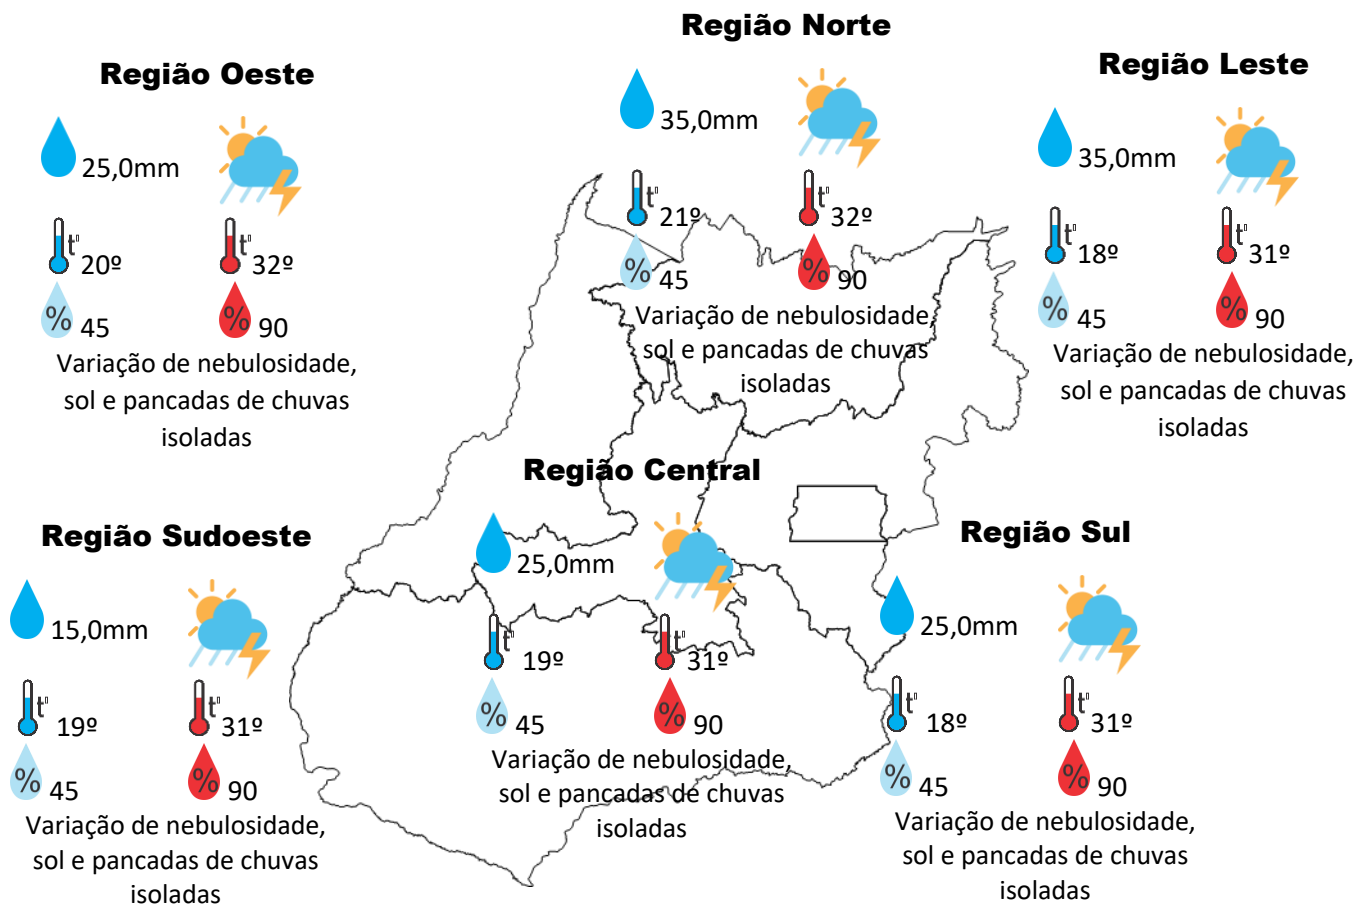 Região Norte
35,0mm
t°
21º
t°
32º
%
45
%
90
Variação de nebulosidade,
sol e pancadas de chuvas
isoladas
Região Oeste
25,0mm
t°
20º
t°
32º
%
45
%
90
Variação de nebulosidade,
sol e pancadas de chuvas
isoladas
Região Leste
35,0mm
t°
18º
t°
31º
%
45
%
90
Variação de nebulosidade,
sol e pancadas de chuvas
isoladas
Região Central
25,0mm
t°
19º
t°
31º
%
45
%
90
Variação de nebulosidade,
sol e pancadas de chuvas
isoladas
Região Sudoeste
15,0mm
t°
19º
t°
31º
%
45
%
90
Variação de nebulosidade,
sol e pancadas de chuvas
isoladas
Região Sul
25,0mm
t°
18º
t°
31º
%
45
%
90
Variação de nebulosidade,
sol e pancadas de chuvas
isoladas